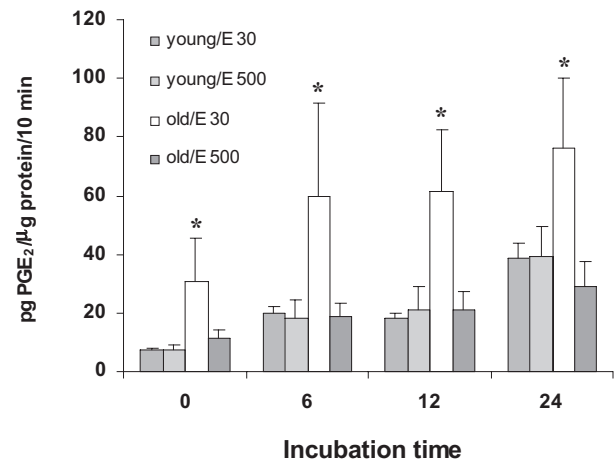 120
100
80
60
40
20
0
pg PGE₂/µg protein/10 min
young/E 30
young/E 500
old/E 30
old/E 500
*
*
*
*
0 6 12 24
Incubation time